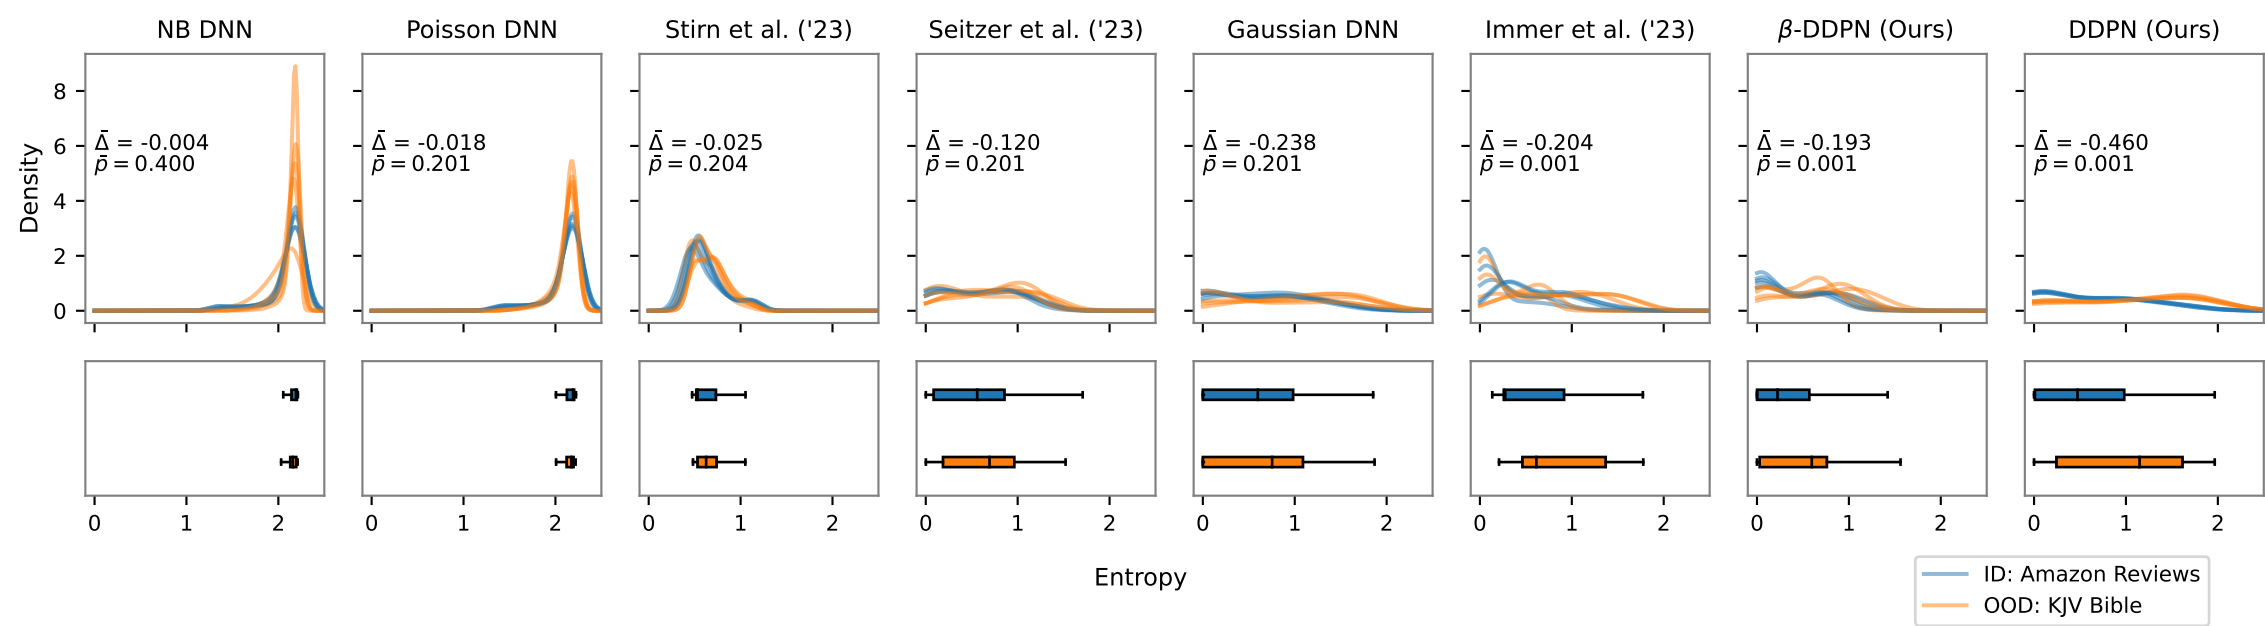 NB DNN
Poisson DNN
Stirn et al. ('23)
Seitzer et al. ('23)
Gaussian DNN
Immer et al. ('23)
β-DDPN (Ours)
DDPN (Ours)
Density
8
6
4
2
0
Δ̄ = -0.004
p̄ = 0.400
Δ̄ = -0.018
p̄ = 0.201
Δ̄ = -0.025
p̄ = 0.204
Δ̄ = -0.120
p̄ = 0.201
Δ̄ = -0.238
p̄ = 0.201
Δ̄ = -0.204
p̄ = 0.001
Δ̄ = -0.193
p̄ = 0.001
Δ̄ = -0.460
p̄ = 0.001
0 1 2
0 1 2
0 1 2
0 1 2
0 1 2
0 1 2
0 1 2
0 1 2
Entropy
ID: Amazon Reviews
OOD: KJV Bible